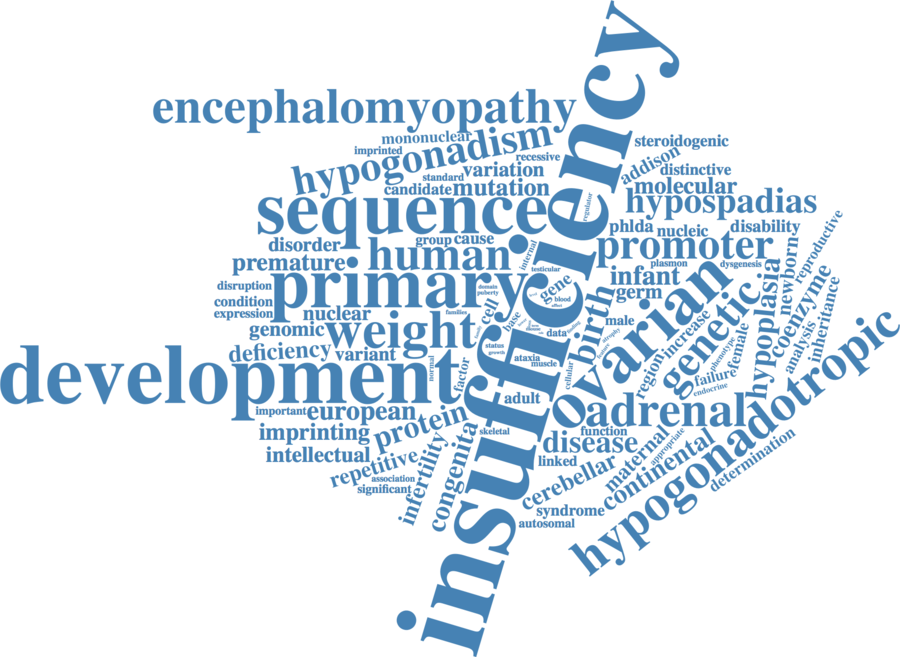 insufficiency
encephalomyopathy
mononuclear
imprinted
hypogonadism
recessive
standard
variation
candidate
mutation
sequence
steroidogenic
addison
distinctive
molecular
hypospadias
regulator
phlda
nucleic
disability
disorder
group
cause
human
internal
premature
promoter
plasmon
dysgenesis
reproductive
newborn
testicular
infant
germ
disruption
primary
domain
puberty
gene
blood
effect
condition
expression
nuclear
families
cell
base
birth
male
genomic
weight
data
ovarian
increase
genetic
hypoplasia
coenzyme
analysis
inheritance
deficiency
variant
status
growth
ataxia
muscle
atrophy
region
phenotype
female
failure
endocrine
development
normal
factor
adult
cellular
adrenal
hypogonadotropic
important
european
protein
skeletal
function
imprinting
disease
maternal
appropriate
continental
determination
intellectual
linked
cerebellar
repetitive
association
significant
infertility
congenita
syndrome
autosomal